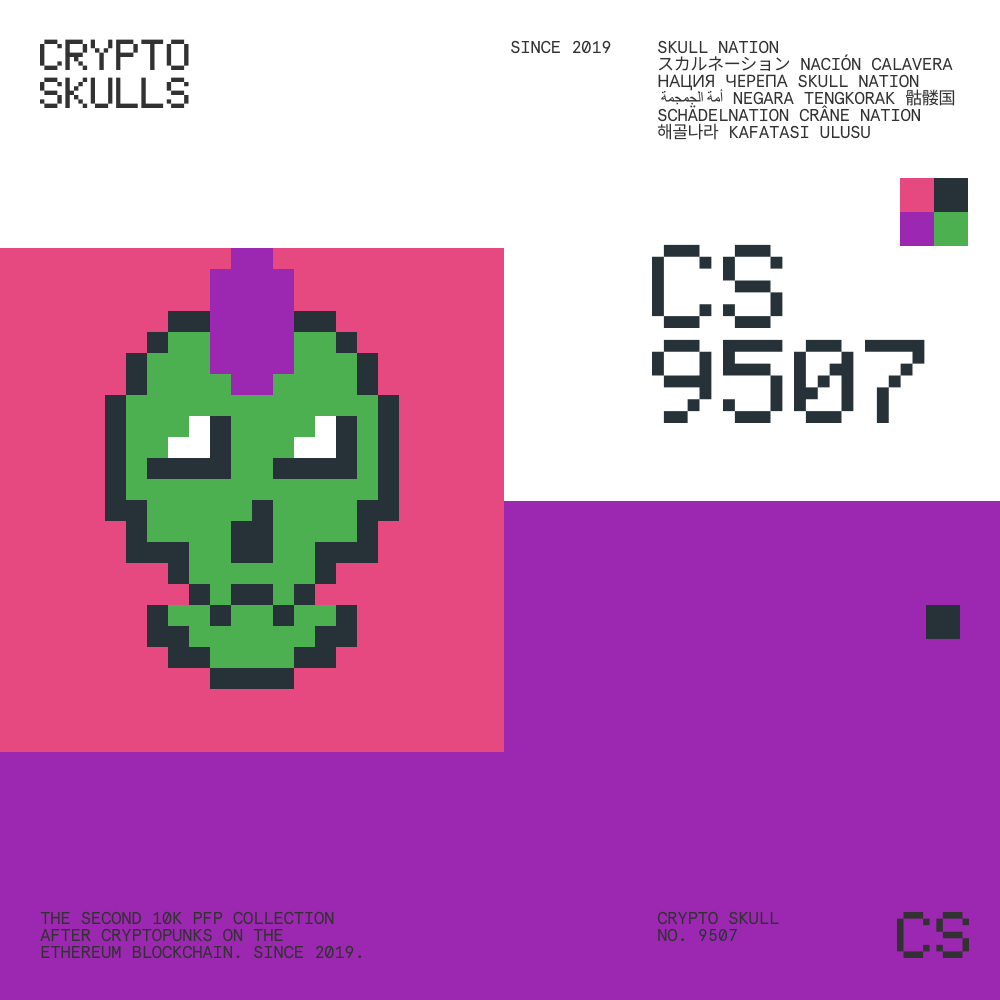 CRYPTO
SKULLS
SINCE 2019
SKULL NATION
スカルネーション NACIÓN CALAVERA
НАЦИЯ ЧЕРЕПА SKULL NATION
أمة الجمجمة NEGARA TENGKORAK 骷髅国
SCHÄDELNATION CRÂNE NATION
해골나라 KAFATASI ULUSU
CS
9507
THE SECOND 10K PFP COLLECTION
AFTER CRYPTOPUNKS ON THE
ETHEREUM BLOCKCHAIN. SINCE 2019.
CRYPTO SKULL
NO. 9507
CS